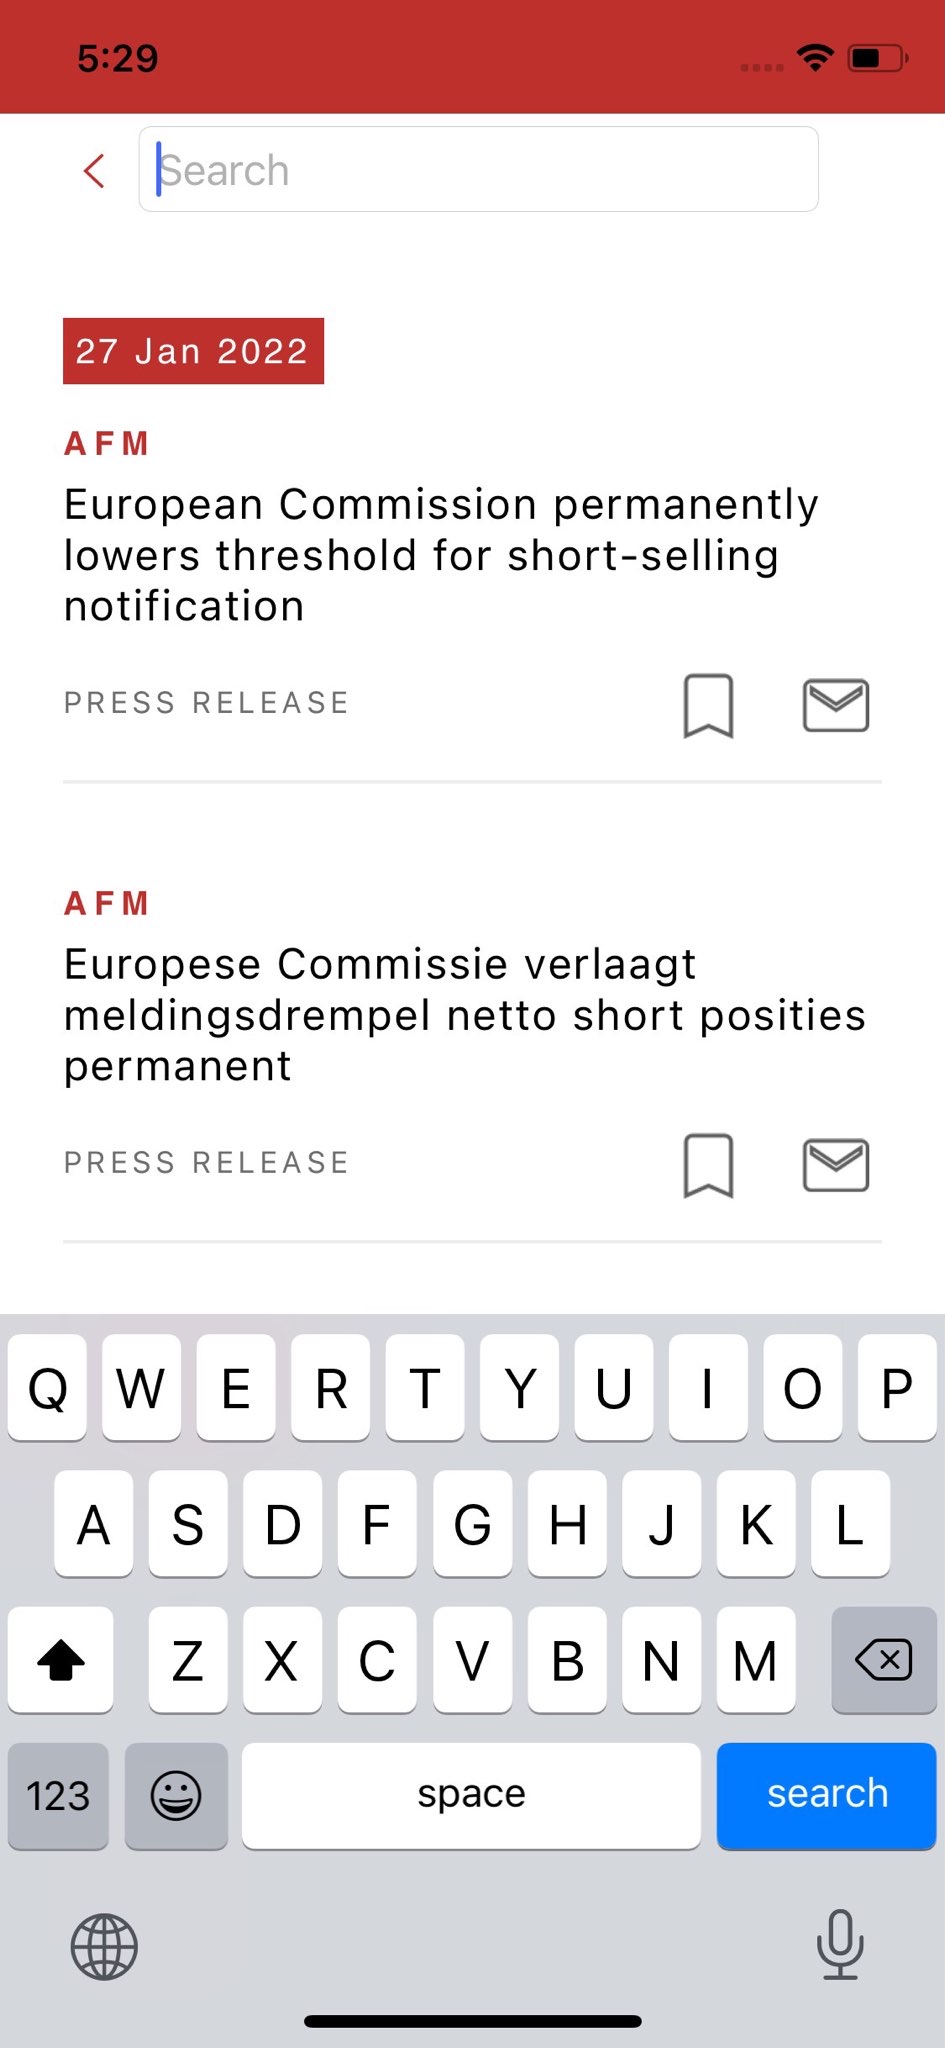 5:29
Search
27 Jan 2022
AFM
European Commission permanently
lowers threshold for short-selling
notification
PRESS RELEASE
AFM
Europese Commissie verlaagt
meldingsdrempel netto short posities
permanent
PRESS RELEASE
Q W E R T Y U I O P
A S D F G H J K L
Z X C V B N M
123 space search